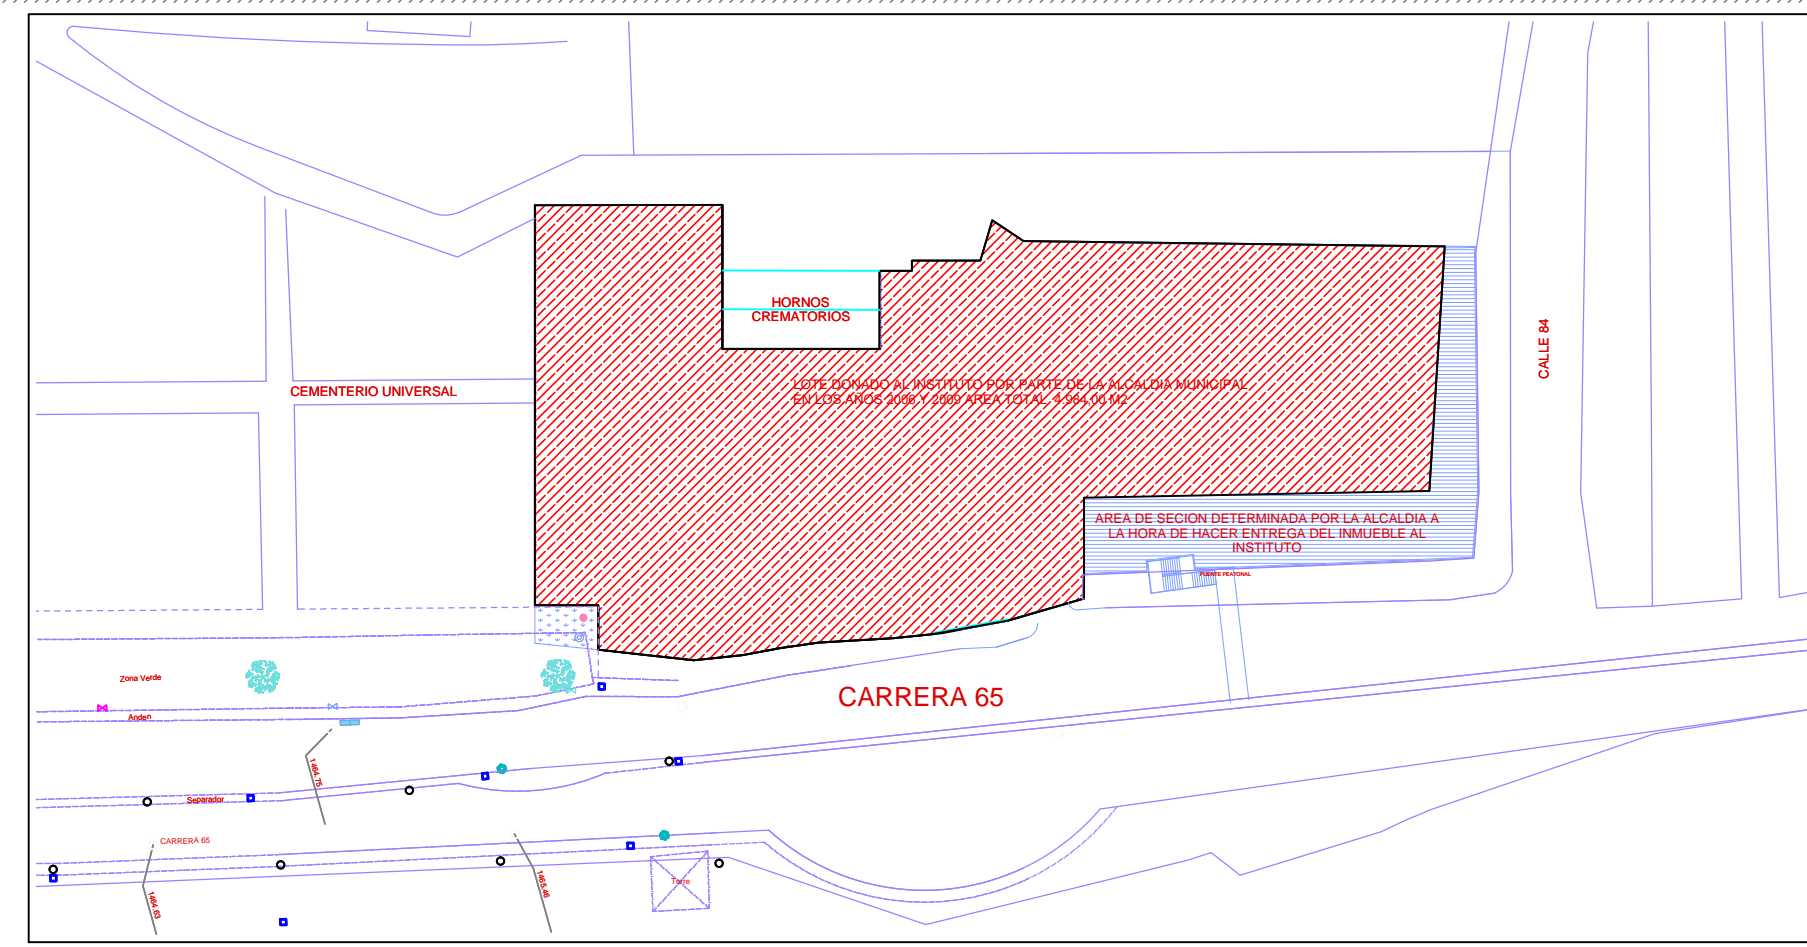 HORNOS
CREMATORIOS
CALLE 84
CEMENTERIO UNIVERSAL
LOTE DONADO AL INSTITUTO POR PARTE DE LA ALCALDIA MUNICIPAL
EN LOS AÑOS 2006 Y 2009 AREA TOTAL 4.984,00 M2
AREA DE SECION DETERMINADA POR LA ALCALDIA A
LA HORA DE HACER ENTREGA DEL INMUEBLE AL
INSTITUTO
PUENTE PEATONAL
Zona Verde
CARRERA 65
Anden
1464.75
Separador
CARRERA 65
1464.63
1465.46
Torre